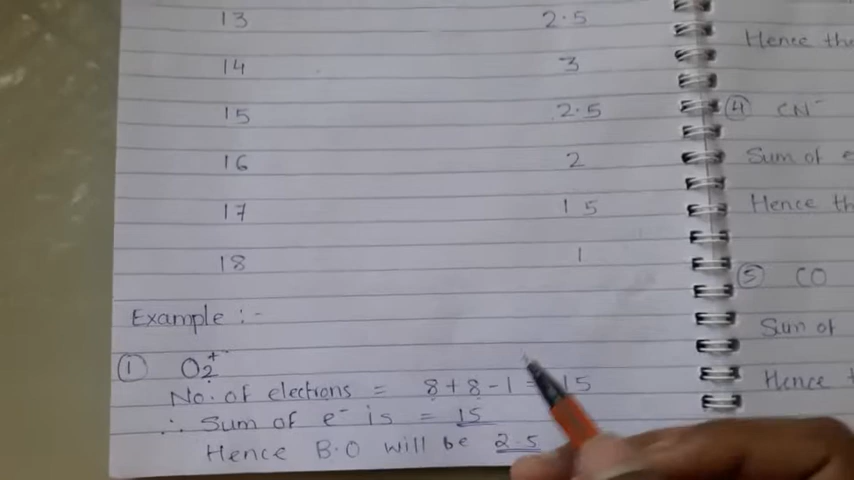 13 2.5
14 3
15 2.5
16 2
17 1 5
18 1
Example :-
① O2+
No. of electrons = 8+8-1 = 15
∴ Sum of e- is = 15
Hence B.O will be 2.5
Hence the
④ CN-
Sum of e
Hence th
⑤ CO
Sum of
Hence t